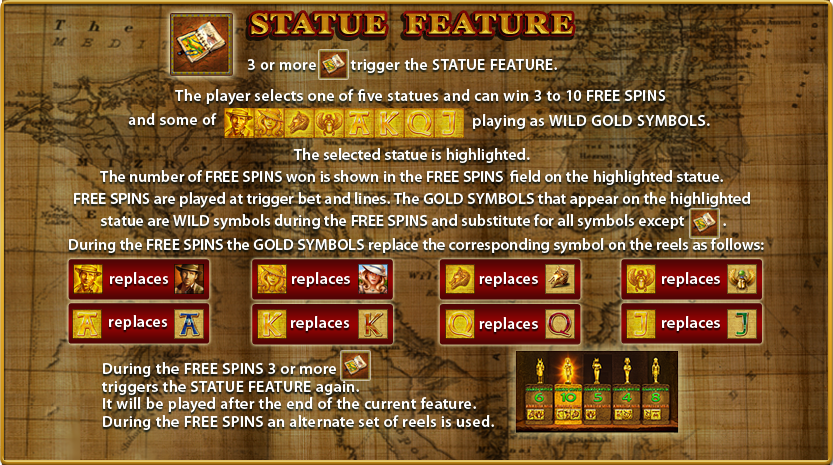 STATUE FEATURE
3 or more trigger the STATUE FEATURE.
The player selects one of five statues and can win 3 to 10 FREE SPINS
and some of A K Q J playing as WILD GOLD SYMBOLS.
The selected statue is highlighted.
The number of FREE SPINS won is shown in the FREE SPINS field on the highlighted statue.
FREE SPINS are played at trigger bet and lines. The GOLD SYMBOLS that appear on the highlighted
statue are WILD symbols during the FREE SPINS and substitute for all symbols except .
During the FREE SPINS the GOLD SYMBOLS replace the corresponding symbol on the reels as follows:
replaces replaces replaces replaces
A replaces A K replaces K Q replaces Q J replaces J
During the FREE SPINS 3 or more
triggers the STATUE FEATURE again.
It will be played after the end of the current feature.
During the FREE SPINS an alternate set of reels is used.
6 10 5 4 8